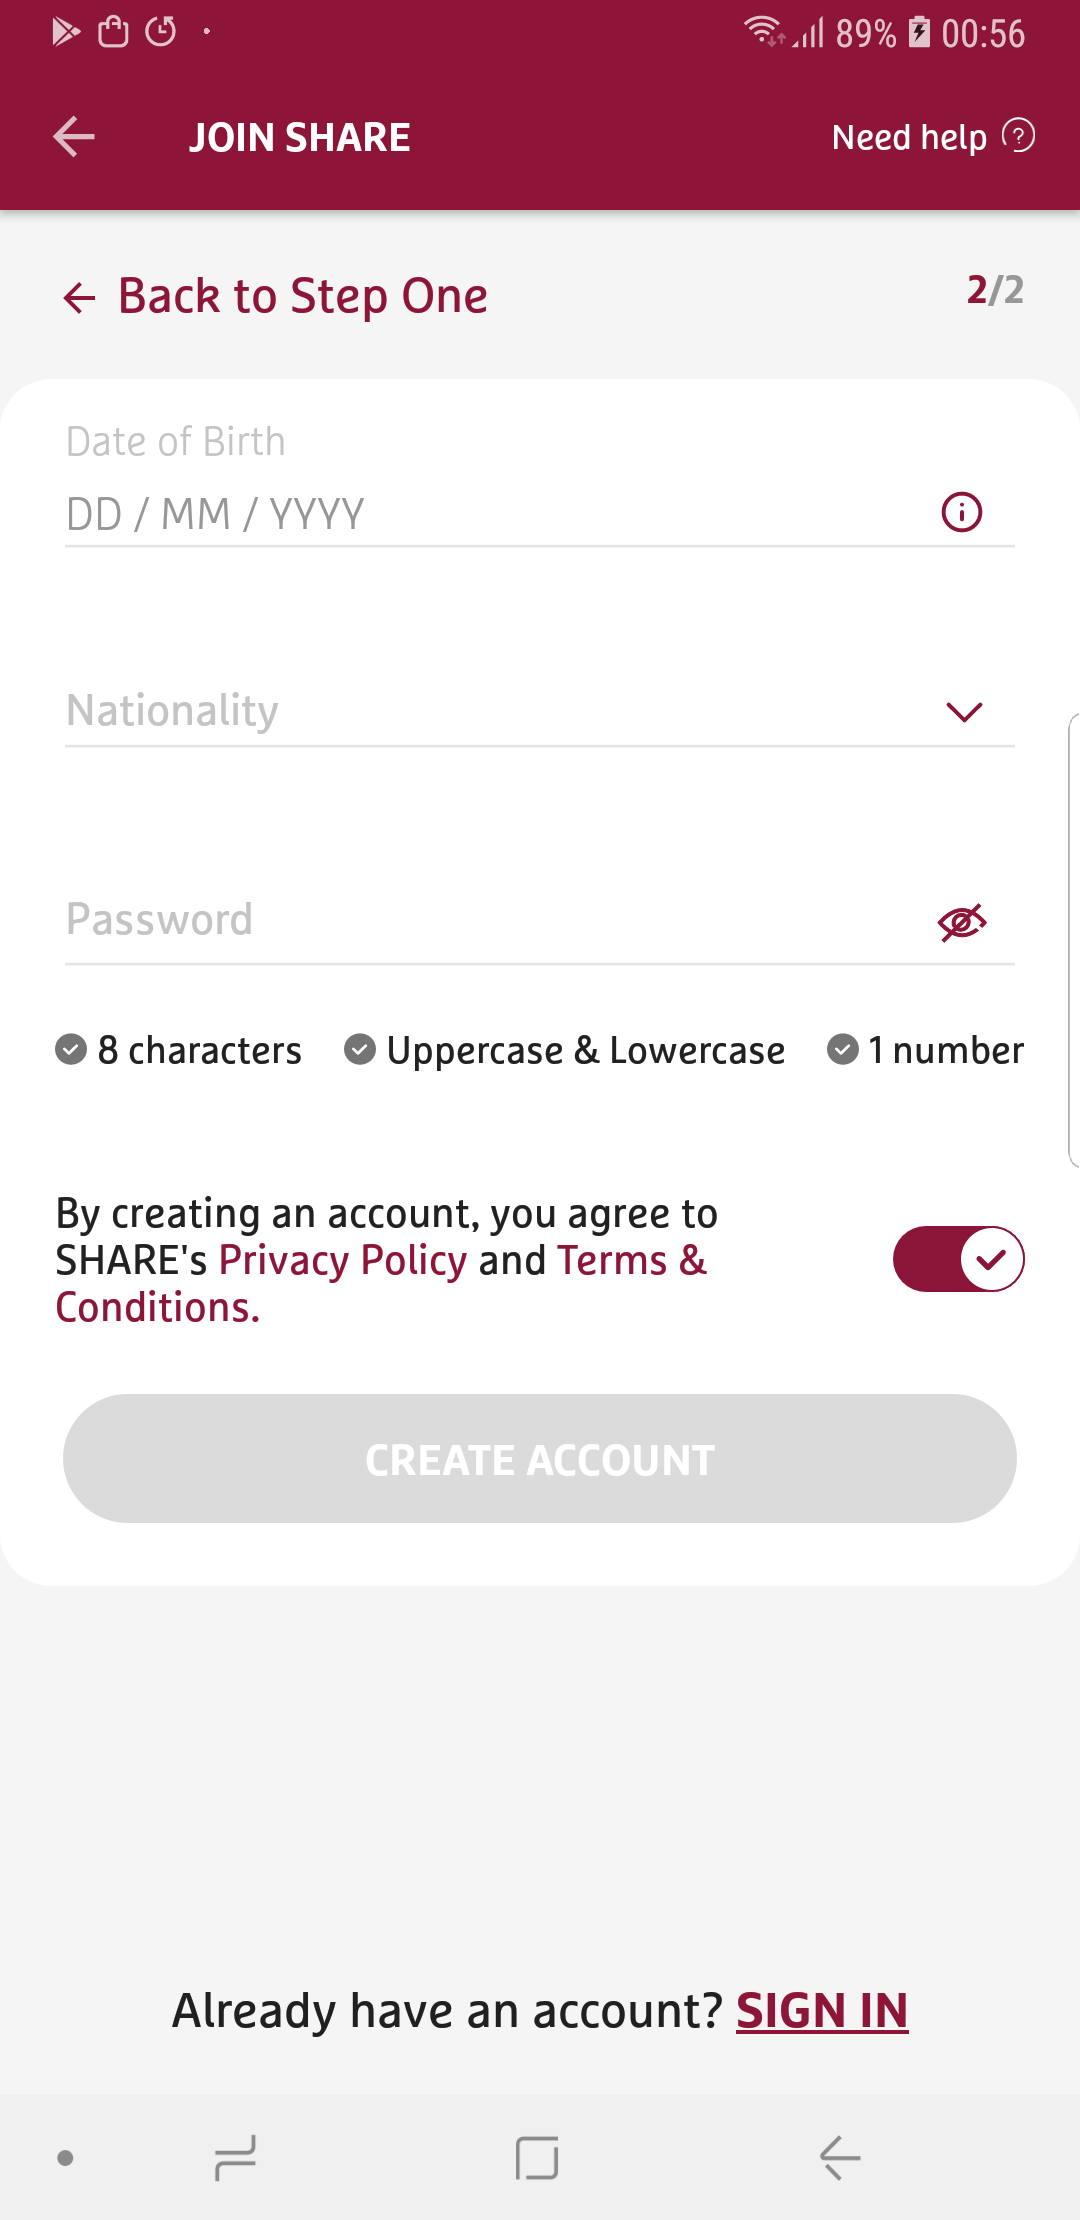 89% 00:56
JOIN SHARE Need help ?
Back to Step One 2/2
Date of Birth
DD / MM / YYYY
Nationality
Password
8 characters Uppercase & Lowercase 1 number
By creating an account, you agree to
SHARE's Privacy Policy and Terms &
Conditions.
CREATE ACCOUNT
Already have an account? SIGN IN